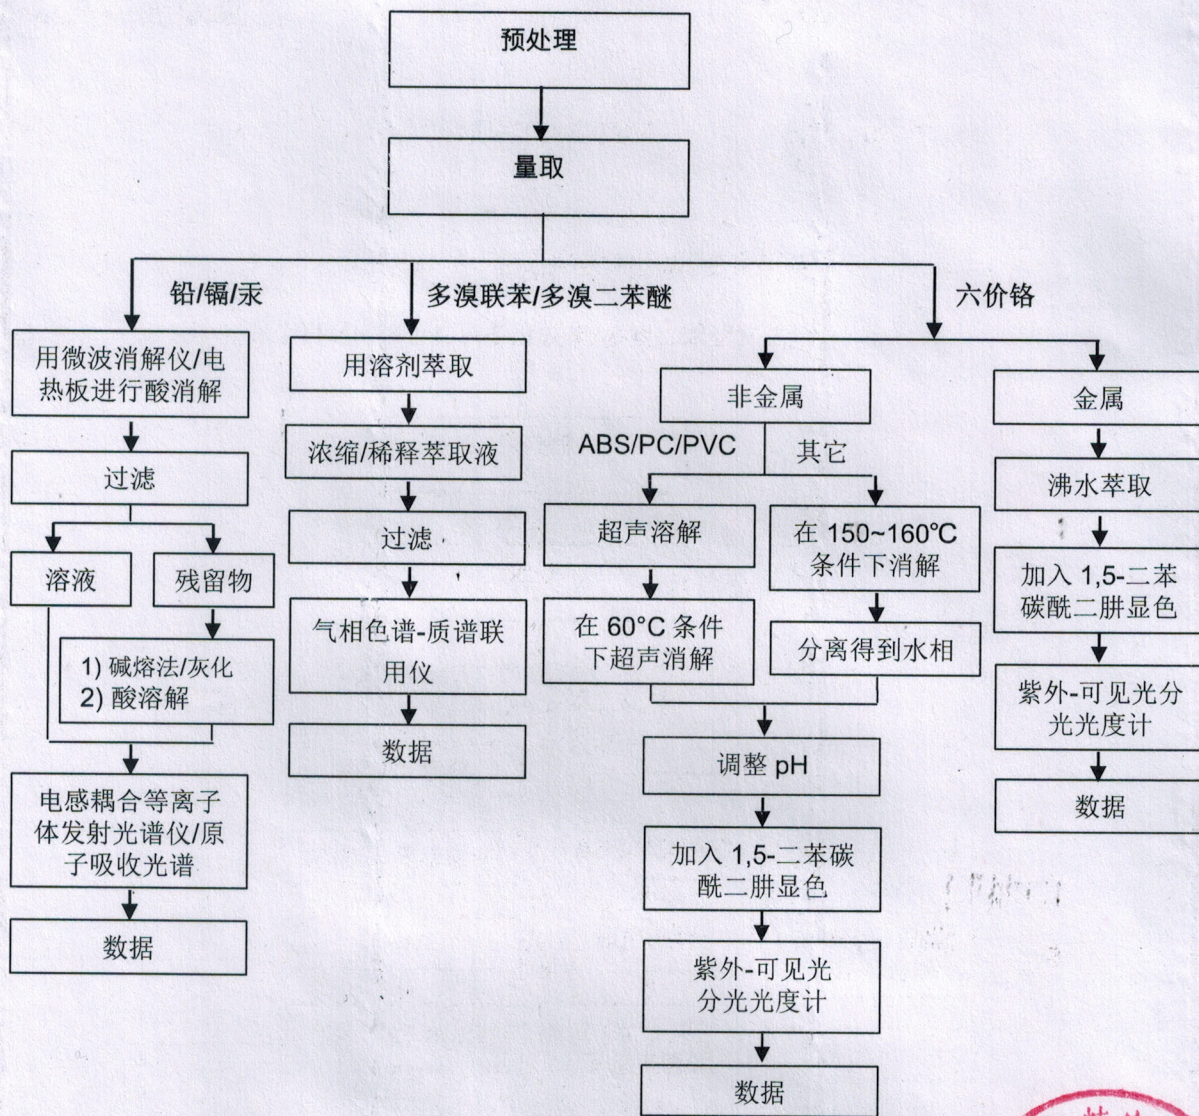 预处理
量取
铅/镉/汞
多溴联苯/多溴二苯醚
六价铬
用微波消解仪/电
热板进行酸消解
过滤
溶液
残留物
1) 碱熔法/灰化
2) 酸溶解
电感耦合等离子
体发射光谱仪/原
子吸收光谱
数据
用溶剂萃取
浓缩/稀释萃取液
过滤
气相色谱-质谱联
用仪
数据
非金属
ABS/PC/PVC
其它
超声溶解
在 60°C 条件
下超声消解
在 150~160℃
条件下消解
分离得到水相
调整 pH
加入 1,5-二苯碳
酰二肼显色
紫外-可见光
分光光度计
数据
金属
沸水萃取
加入 1,5-二苯
碳酰二肼显色
紫外-可见光分
光光度计
数据